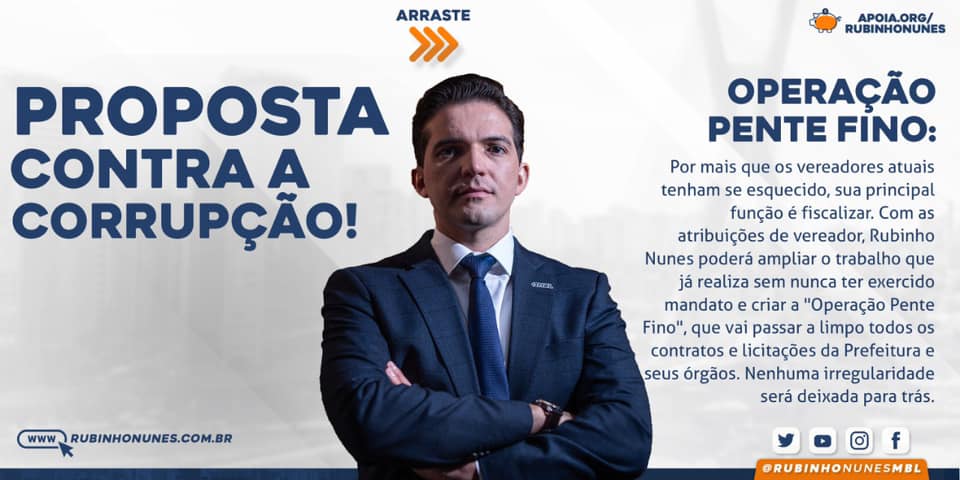 ARRASTE
APOIA.ORG/
RUBINHONUNES
PROPOSTA
CONTRA A
CORRUPÇÃO!
OPERAÇÃO
PENTE FINO:
Por mais que os vereadores atuais
tenham se esquecido, sua principal
função é fiscalizar. Com as
atribuições de vereador, Rubinho
Nunes poderá ampliar o trabalho que
já realiza sem nunca ter exercido
mandato e criar a "Operação Pente
Fino", que vai passar a limpo todos os
contratos e licitações da Prefeitura e
seus órgãos. Nenhuma irregularidade
será deixada para trás.
WWW RUBINHONUNES.COM.BR
@RUBINHONUNESMBL